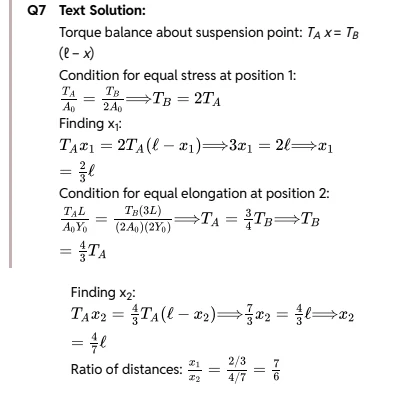 Q7 Text Solution:
Torque balance about suspension point: T_A x = T_B
(ℓ – x)
Condition for equal stress at position 1:
T_A/A_0 = T_B/2A_0 ⟹ T_B = 2T_A
Finding x₁:
T_A x_1 = 2T_A(ℓ − x_1) ⟹ 3x_1 = 2ℓ ⟹ x_1
= 2/3 ℓ
Condition for equal elongation at position 2:
T_A L/A_0 Y_0 = T_B(3L)/(2A_0)(2Y_0) ⟹ T_A = 3/4 T_B ⟹ T_B
= 4/3 T_A
Finding x₂:
T_A x_2 = 4/3 T_A(ℓ − x_2) ⟹ 7/3 x_2 = 4/3 ℓ ⟹ x_2
= 4/7 ℓ
Ratio of distances: x_1/x_2 = 2/3 / 4/7 = 7/6